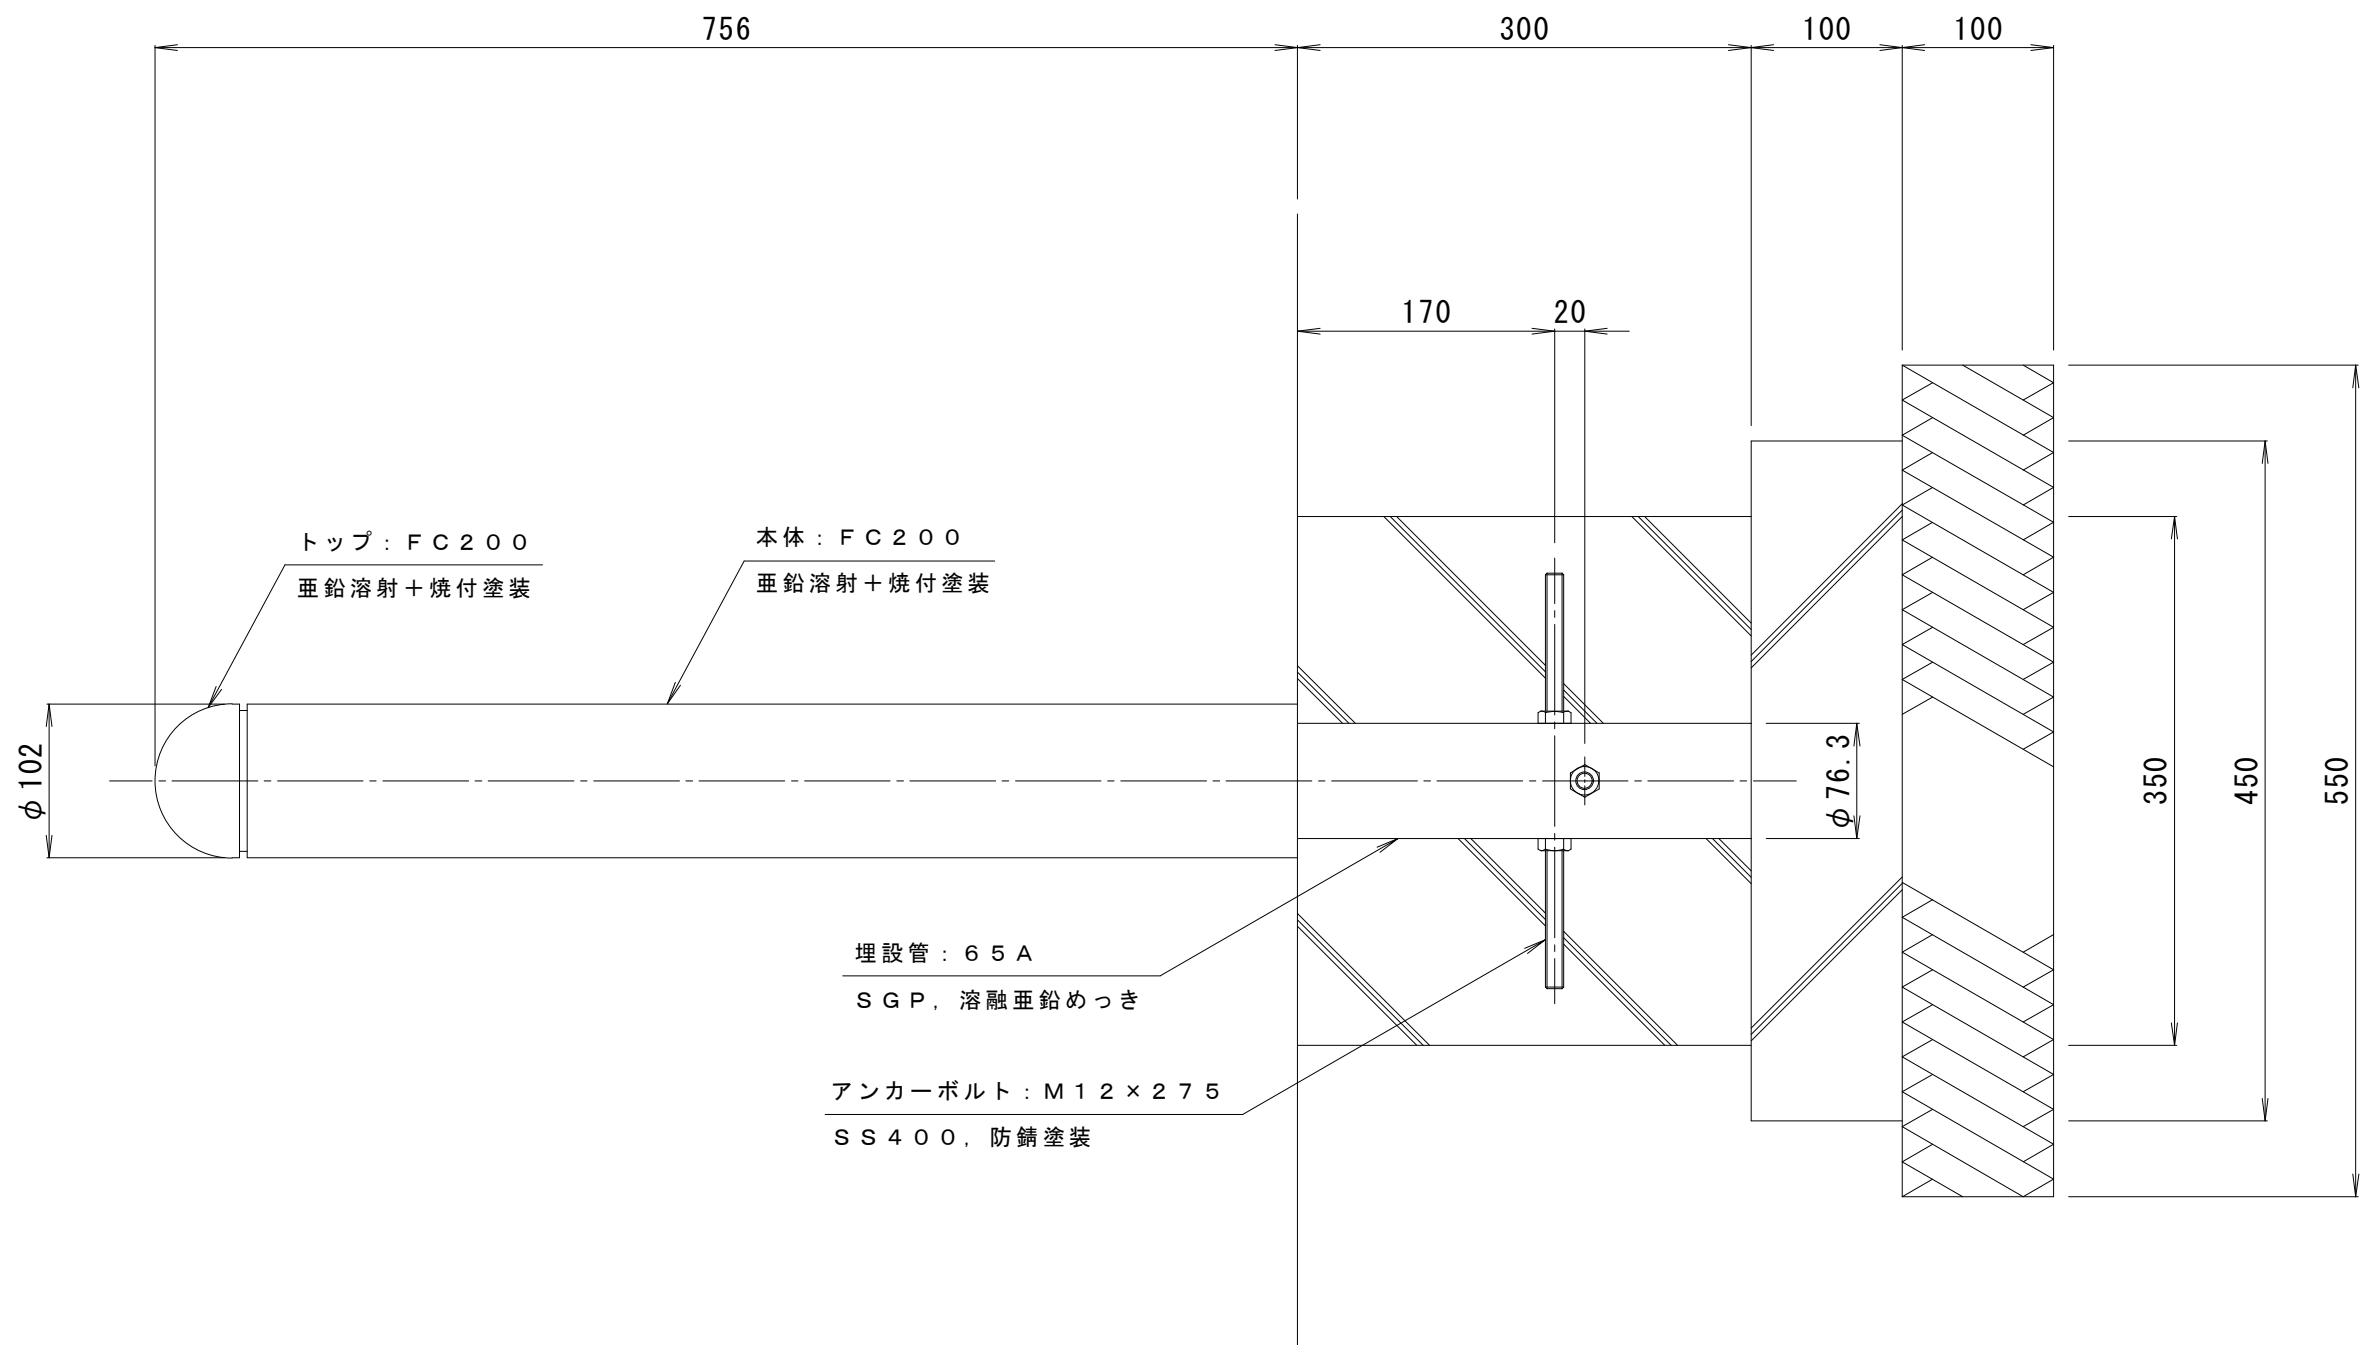 756
300
100
100
170
20
トップ：ＦＣ２００
亜鉛溶射＋焼付塗装
本体：ＦＣ２００
亜鉛溶射＋焼付塗装
φ102
φ76.3
350
450
550
埋設管：６５Ａ
ＳＧＰ，溶融亜鉛めっき
アンカーボルト：Ｍ１２×２７５
ＳＳ４００，防錆塗装